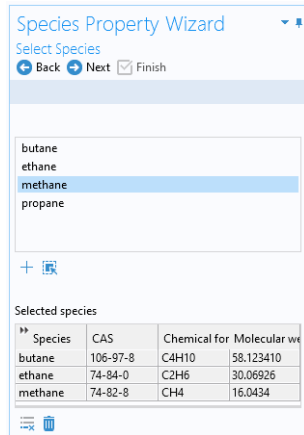 Species Property Wizard
Select Species
Back Next Finish
butane
ethane
methane
propane
Selected species
Species CAS Chemical for Molecular we
butane 106-97-8 C4H10 58.123410
ethane 74-84-0 C2H6 30.06926
methane 74-82-8 CH4 16.0434